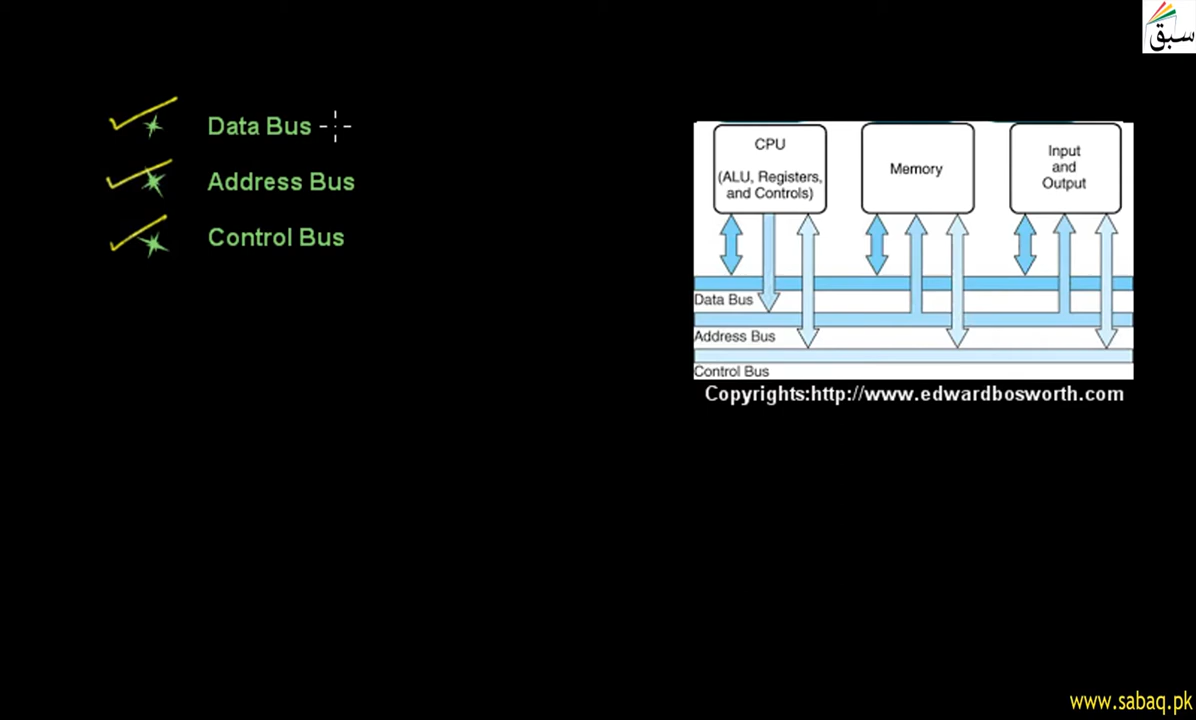 سبق
Data Bus
Address Bus
Control Bus
CPU
(ALU, Registers,
and Controls)
Memory
Input
and
Output
Data Bus
Address Bus
Control Bus
Copyrights:http://www.edwardbosworth.com
www.sabaq.pk